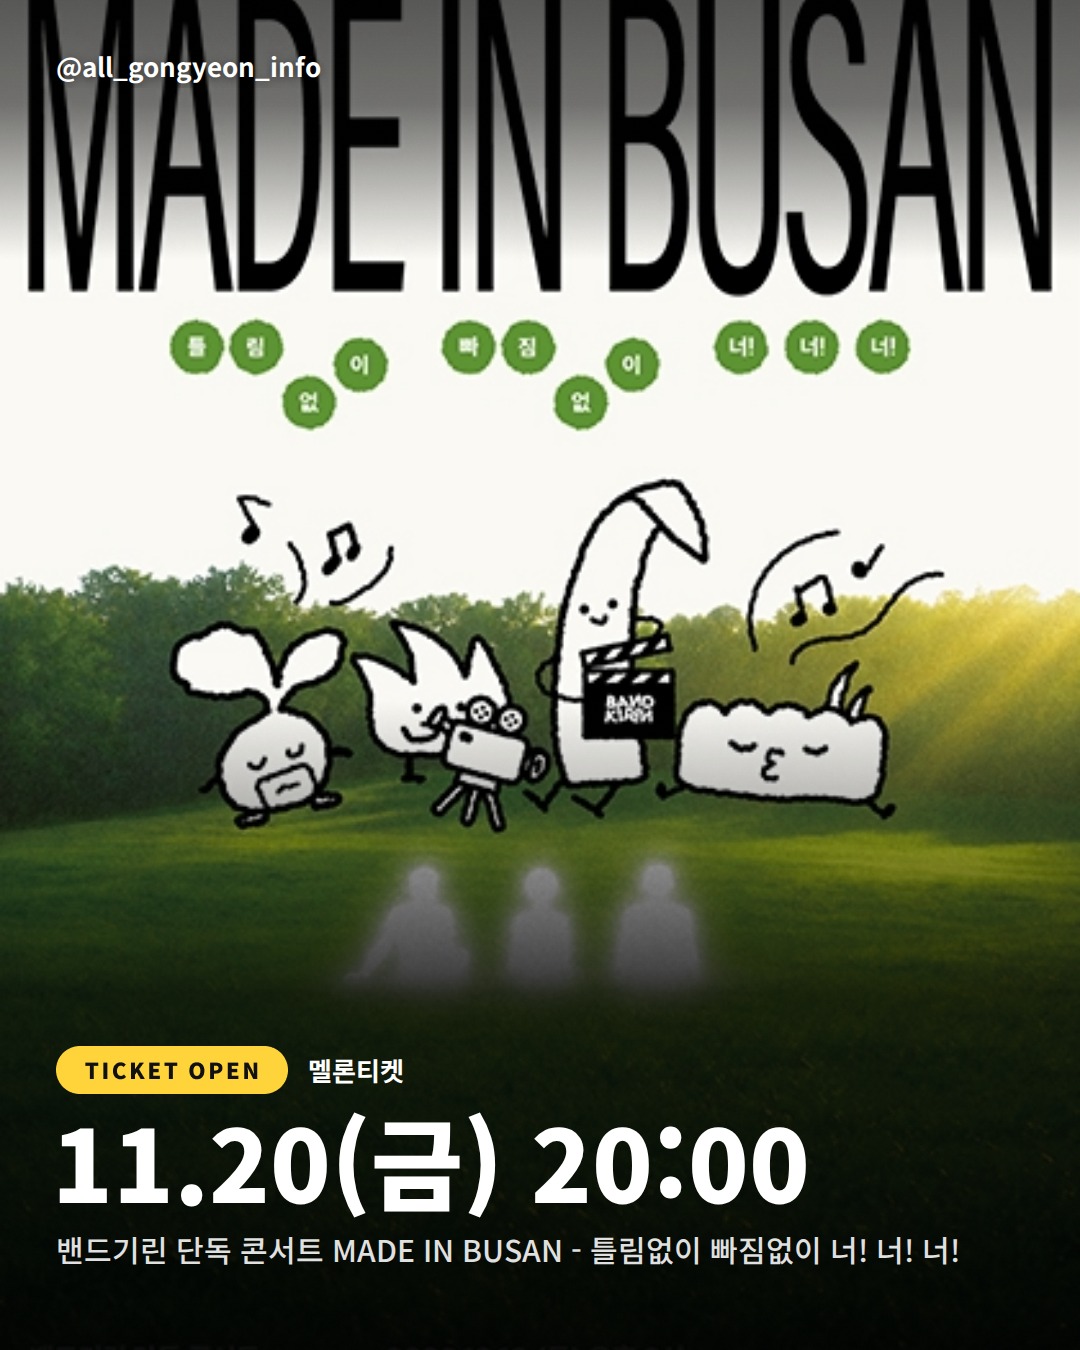 MADE IN BUSAN
@all_gongyeon_info
틀림없이 빠짐없이 너! 너! 너!
BAND
KIRIN
TICKET OPEN 멜론티켓
11.20(금) 20:00
밴드기린 단독 콘서트 MADE IN BUSAN - 틀림없이 빠짐없이 너! 너! 너!